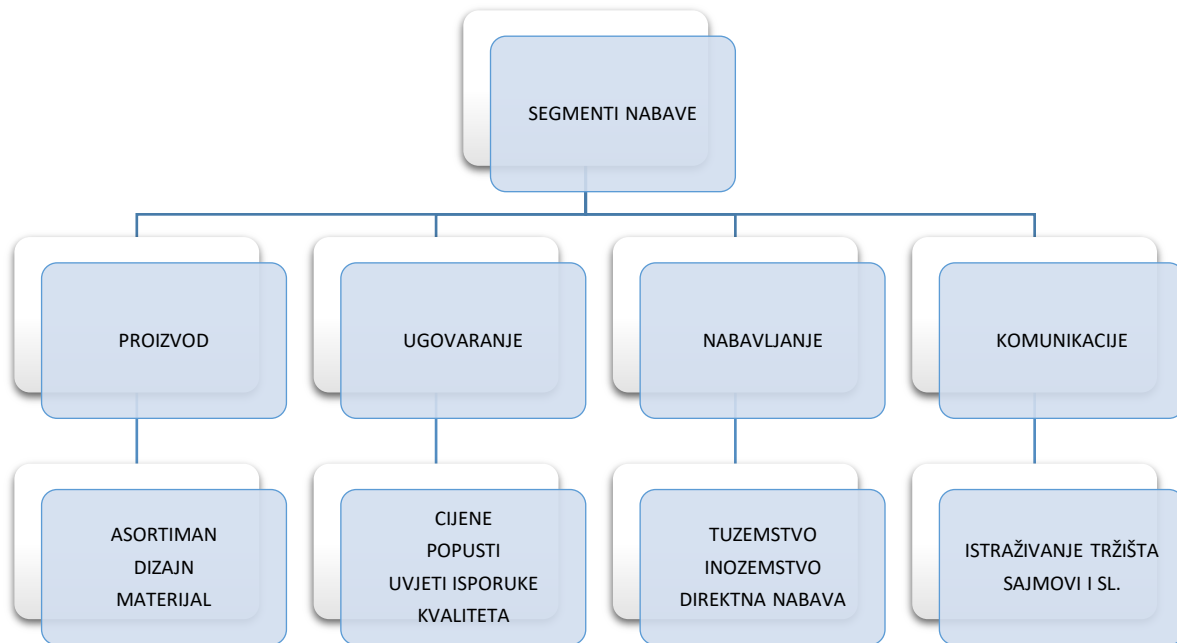 SEGMENTI NABAVE
PROIZVOD
UGOVARANJE
NABAVLJANJE
KOMUNIKACIJE
ASORTIMAN
DIZAJN
MATERIJAL
CIJENE
POPUSTI
UVJETI ISPORUKE
KVALITETA
TUZEMSTVO
INOZEMSTVO
DIREKTNA NABAVA
ISTRAŽIVANJE TRŽIŠTA
SAJMOVI I SL.